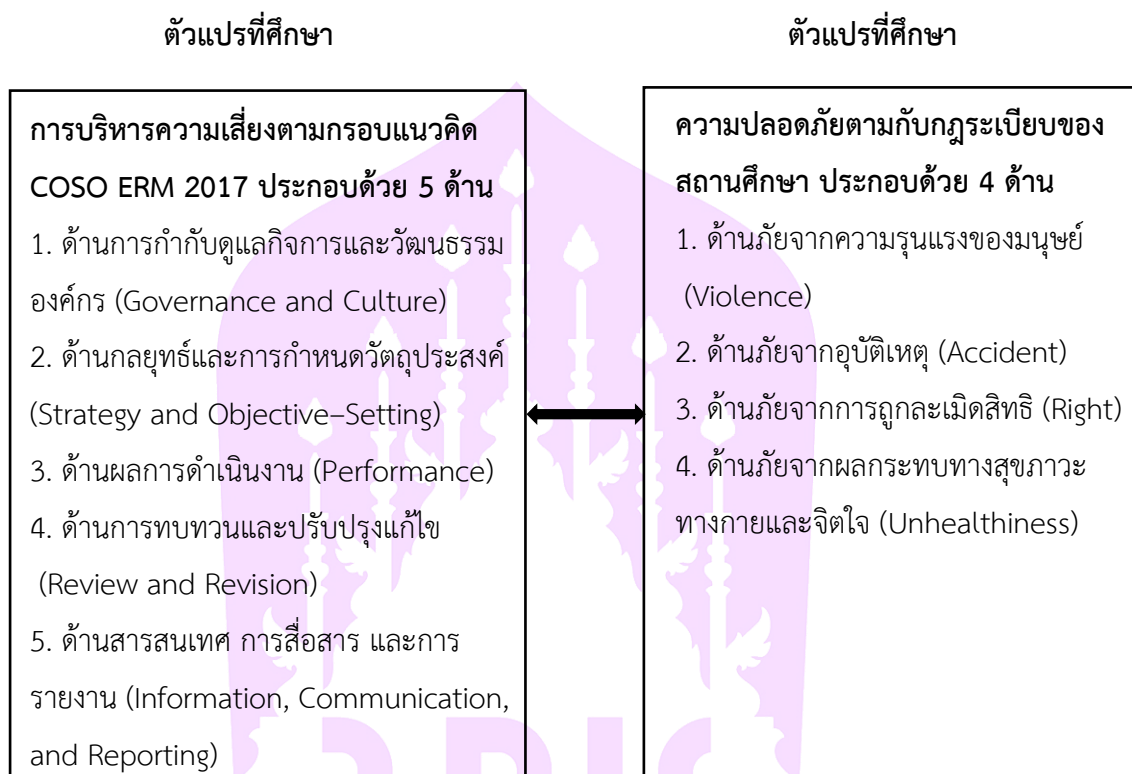 ตัวแปรที่ศึกษา
การบริหารความเสี่ยงตามกรอบแนวคิด
COSO ERM 2017 ประกอบด้วย 5 ด้าน
1. ด้านการกำกับดูแลกิจการและวัฒนธรรม
องค์กร (Governance and Culture)
2. ด้านกลยุทธ์และการกำหนดวัตถุประสงค์
(Strategy and Objective–Setting)
3. ด้านผลการดำเนินงาน (Performance)
4. ด้านการทบทวนและปรับปรุงแก้ไข
(Review and Revision)
5. ด้านสารสนเทศ การสื่อสาร และการ
รายงาน (Information, Communication,
and Reporting)
ตัวแปรที่ศึกษา
ความปลอดภัยตามกับกฎระเบียบของ
สถานศึกษา ประกอบด้วย 4 ด้าน
1. ด้านภัยจากความรุนแรงของมนุษย์
(Violence)
2. ด้านภัยจากอุบัติเหตุ (Accident)
3. ด้านภัยจากการถูกละเมิดสิทธิ (Right)
4. ด้านภัยจากผลกระทบทางสุขภาวะ
ทางกายและจิตใจ (Unhealthiness)